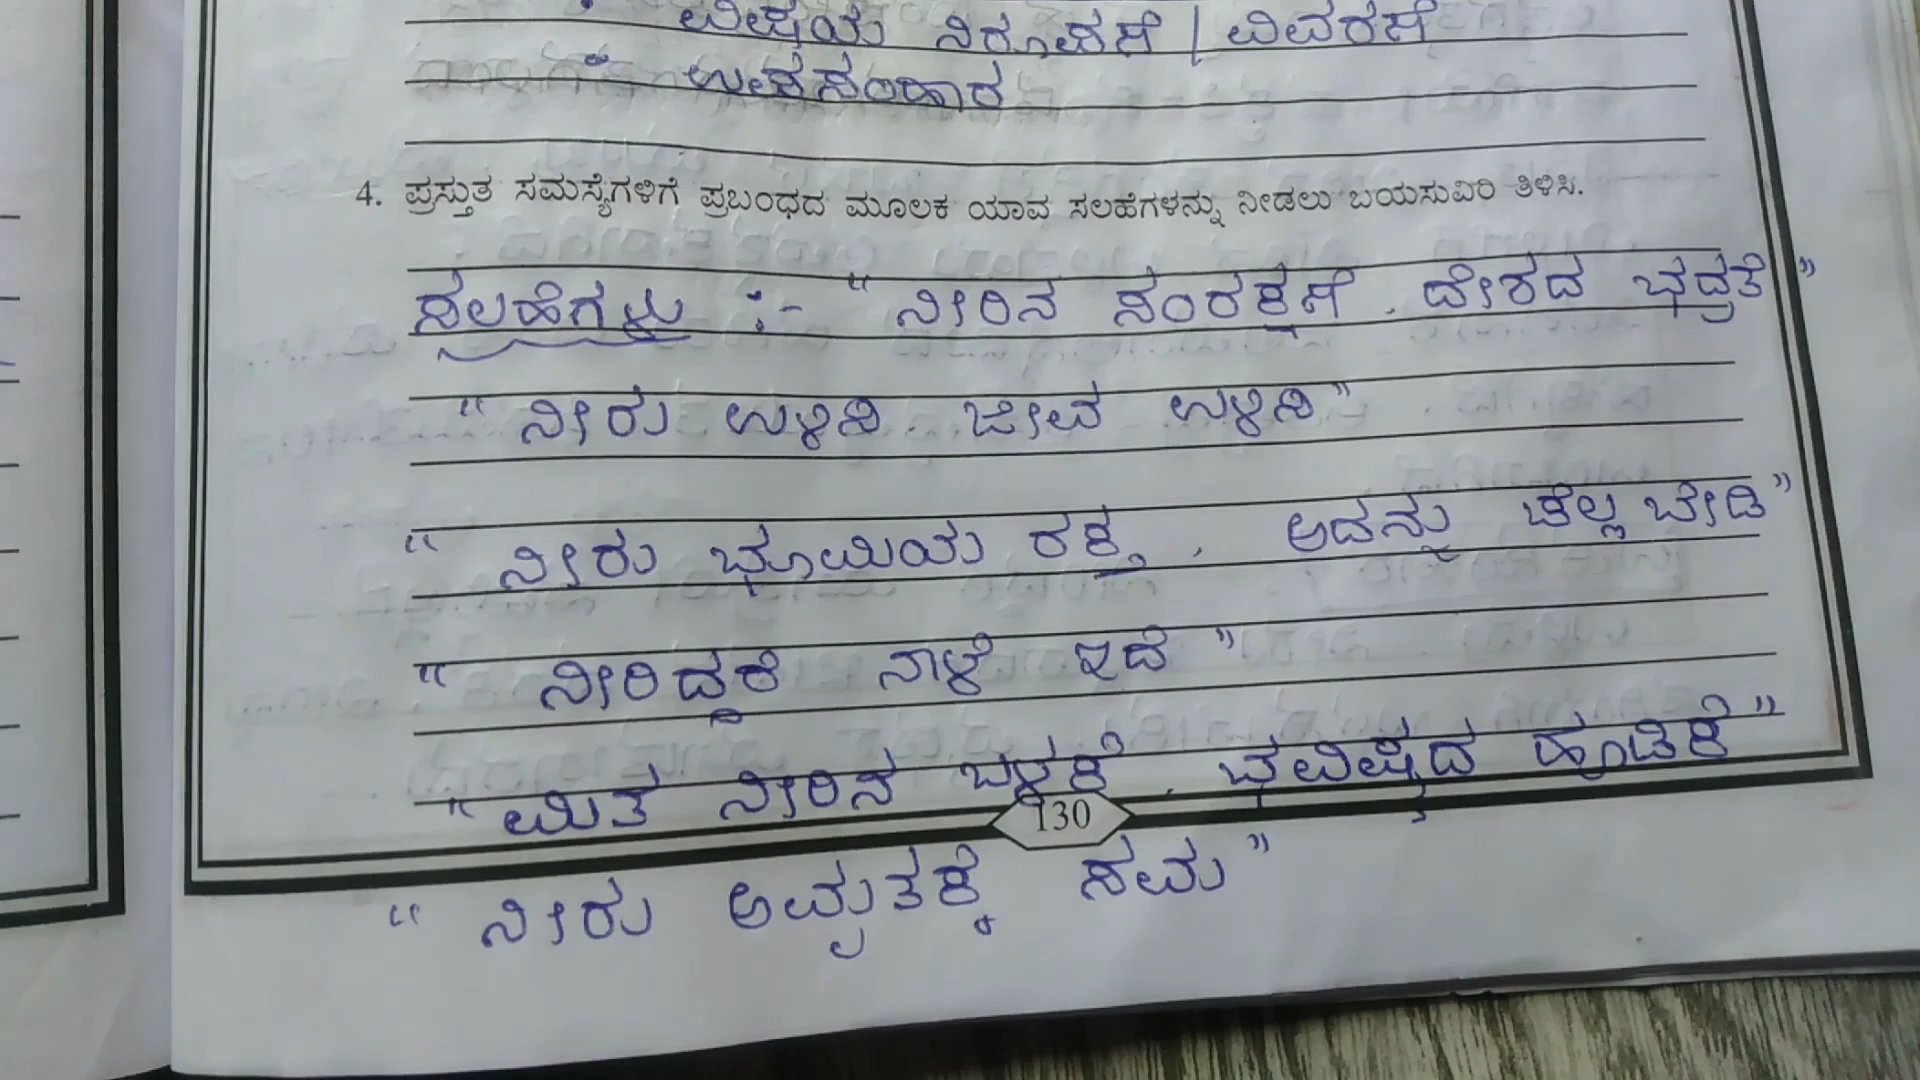 ವಿಷಯ ನಿರೂಪಣೆ / ವಿವರಣೆ
ಉಪಸಂಹಾರ
4. ಪ್ರಸ್ತುತ ಸಮಸ್ಯೆಗಳಿಗೆ ಪ್ರಬಂಧದ ಮೂಲಕ ಯಾವ ಸಲಹೆಗಳನ್ನು ನೀಡಲು ಬಯಸುವಿರಿ ತಿಳಿಸಿ.
ಸಲಹೆಗಳು :- “ ನೀರಿನ ಸಂರಕ್ಷಣೆ . ದೇಶದ ಭದ್ರತೆ ”
“ ನೀರು ಉಳಿಸಿ . ಜೀವ ಉಳಿಸಿ ”
“ ನೀರು ಭೂಮಿಯ ರಕ್ತ . ಅದನ್ನು ಚೆಲ್ಲ ಬೇಡಿ ”
“ ನೀರಿದ್ದರೆ ನಾಳೆ ಇದೆ ”
“ ಮಿತ ನೀರಿನ ಬಳಕೆ . ಭವಿಷ್ಯದ ಹೂಡಿಕೆ ”
130
“ ನೀರು ಅಮೃತಕ್ಕೆ ಸಮ ”